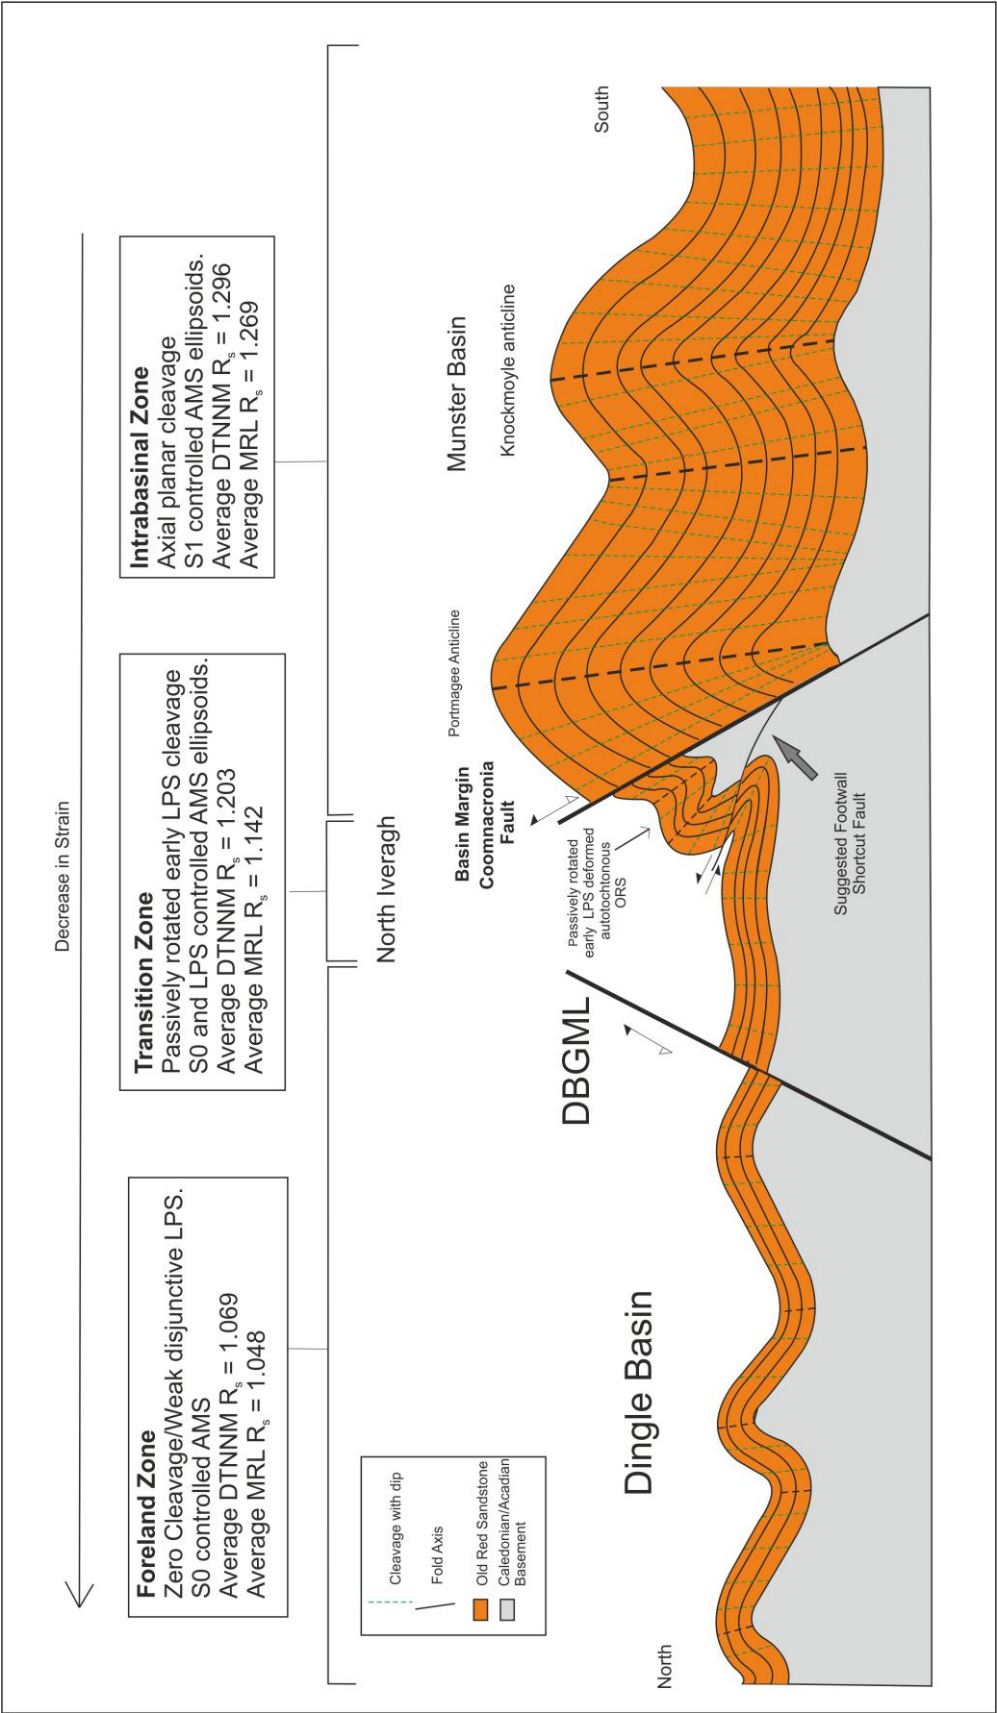 Decrease in Strain
Foreland Zone
Zero Cleavage/Weak disjunctive LPS.
S0 controlled AMS
Average DTNNM Rs = 1.069
Average MRL Rs = 1.048
Transition Zone
Passively rotated early LPS cleavage
S0 and LPS controlled AMS ellipsoids.
Average DTNNM Rs = 1.203
Average MRL Rs = 1.142
Intrabasinal Zone
Axial planar cleavage
S1 controlled AMS ellipsoids.
Average DTNNM Rs = 1.296
Average MRL Rs = 1.269
North Iveragh
Cleavage with dip
Fold Axis
Old Red Sandstone
Caledonian/Acadian
Basement
Munster Basin
Knockmoyle anticline
Portmagee Anticline
Basin Margin
Coomnacronia
Fault
Passively rotated
early LPS deformed
autotochtonous
ORS
DBGML
Dingle Basin
North
South
Suggested Footwall
Shortcut Fault